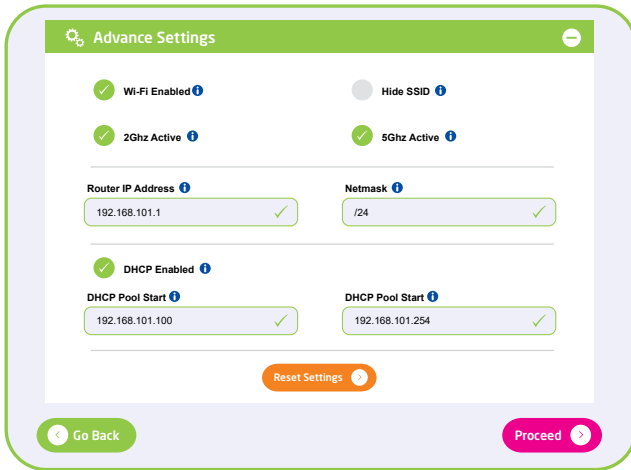 Advance Settings
Wi-Fi Enabled
Hide SSID
2Ghz Active
5Ghz Active
Router IP Address
Netmask
192.168.101.1
/24
DHCP Enabled
DHCP Pool Start
DHCP Pool Start
192.168.101.100
192.168.101.254
Reset Settings
Go Back
Proceed